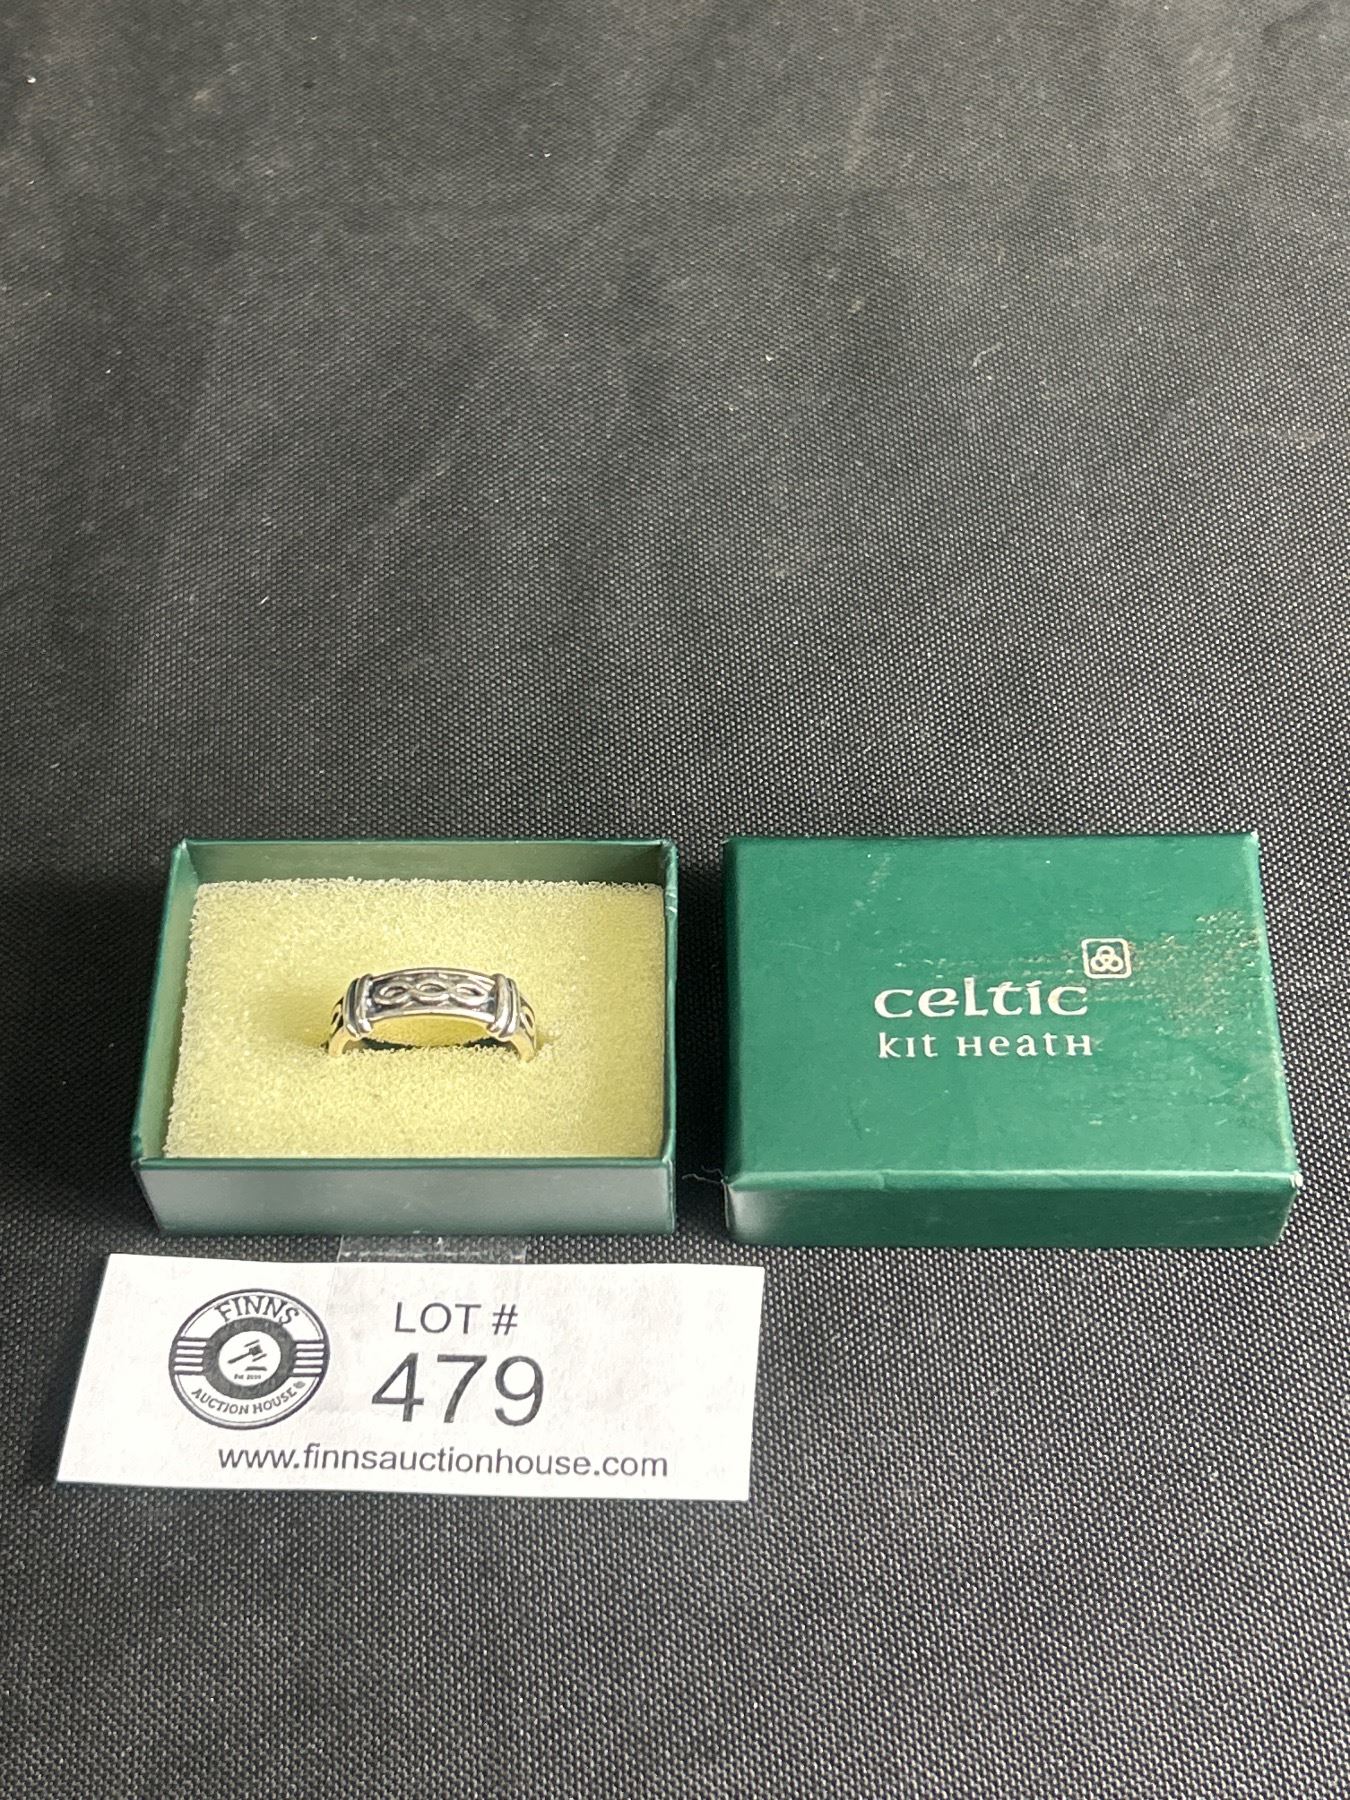 celtic
kit Heath
FINNS
AUCTION HOUSE
LOT #
479
www.finnsauctionhouse.com